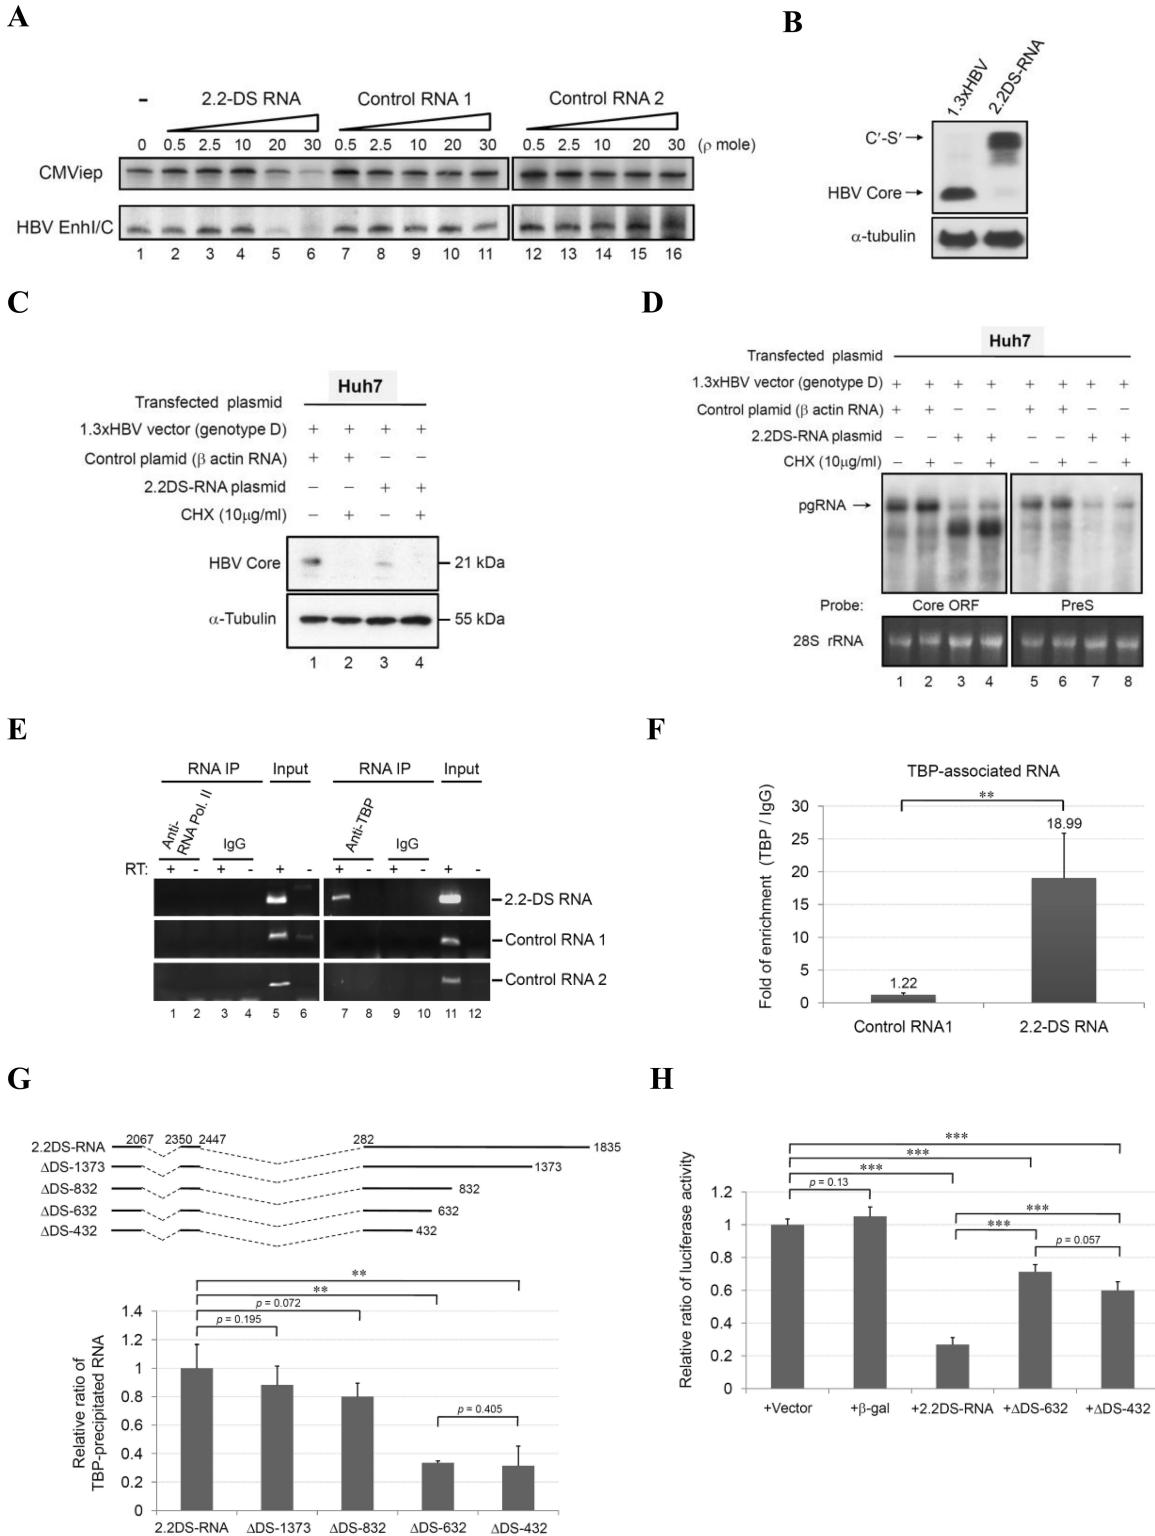 A
- 2.2-DS RNA Control RNA 1 Control RNA 2
0 0.5 2.5 10 20 30 0.5 2.5 10 20 30 0.5 2.5 10 20 30 (ρ mole)
CMViep
HBV EnhI/C
1 2 3 4 5 6 7 8 9 10 11 12 13 14 15 16
B
1.3xHBV
2.2DS-RNA
C′-S′
HBV Core
α-tubulin
C
Huh7
Transfected plasmid
1.3xHBV vector (genotype D) + + + +
Control plamid (β actin RNA) + + − −
2.2DS-RNA plasmid − − + +
CHX (10μg/ml) − + − +
HBV Core 21 kDa
α-Tubulin 55 kDa
1 2 3 4
D
Huh7
Transfected plasmid
1.3xHBV vector (genotype D) + + + + + + + +
Control plamid (β actin RNA) + + − − + + − −
2.2DS-RNA plasmid − − + + − − + +
CHX (10μg/ml) − + − + − + − +
pgRNA
Probe: Core ORF PreS
28S rRNA
1 2 3 4 5 6 7 8
E
RNA IP Input RNA IP Input
Anti-RNA Pol. II IgG Anti-TBP IgG
RT: + - + - + - + - + - + -
2.2-DS RNA
Control RNA 1
Control RNA 2
1 2 3 4 5 6 7 8 9 10 11 12
F
TBP-associated RNA
**
Fold of enrichment (TBP / IgG)
30
25
20
15
10
5
0
1.22
18.99
Control RNA1 2.2-DS RNA
G
2067 2350 2447 282
2.2DS-RNA 1835
ΔDS-1373 1373
ΔDS-832 832
ΔDS-632 632
ΔDS-432 432
**
**
p = 0.072
p = 0.195
p = 0.405
Relative ratio of
TBP-precipitated RNA
1.4
1.2
1
0.8
0.6
0.4
0.2
0
2.2DS-RNA ΔDS-1373 ΔDS-832 ΔDS-632 ΔDS-432
H
***
***
***
p = 0.13
***
***
p = 0.057
Relative ratio of luciferase activity
1.2
1
0.8
0.6
0.4
0.2
0
+Vector +β-gal +2.2DS-RNA +ΔDS-632 +ΔDS-432